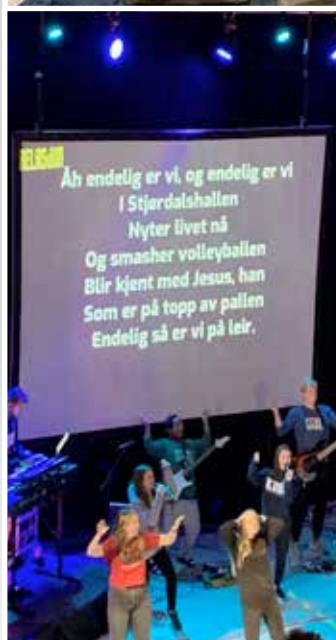 Åh endelig er vi, og endelig er vi
I Stjørdalshallen
Nyter livet nå
Og smasher volleyballen
Blir kjent med Jesus, han
Som er på topp av pallen
Endelig så er vi på leir.